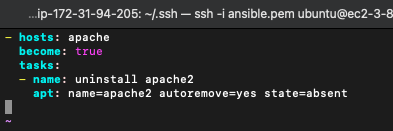 ...ip-172-31-94-205: ~/.ssh — ssh -i ansible.pem ubuntu@ec2-3-8
- hosts: apache
  become: true
  tasks:
  - name: uninstall apache2
    apt: name=apache2 autoremove=yes state=absent
~